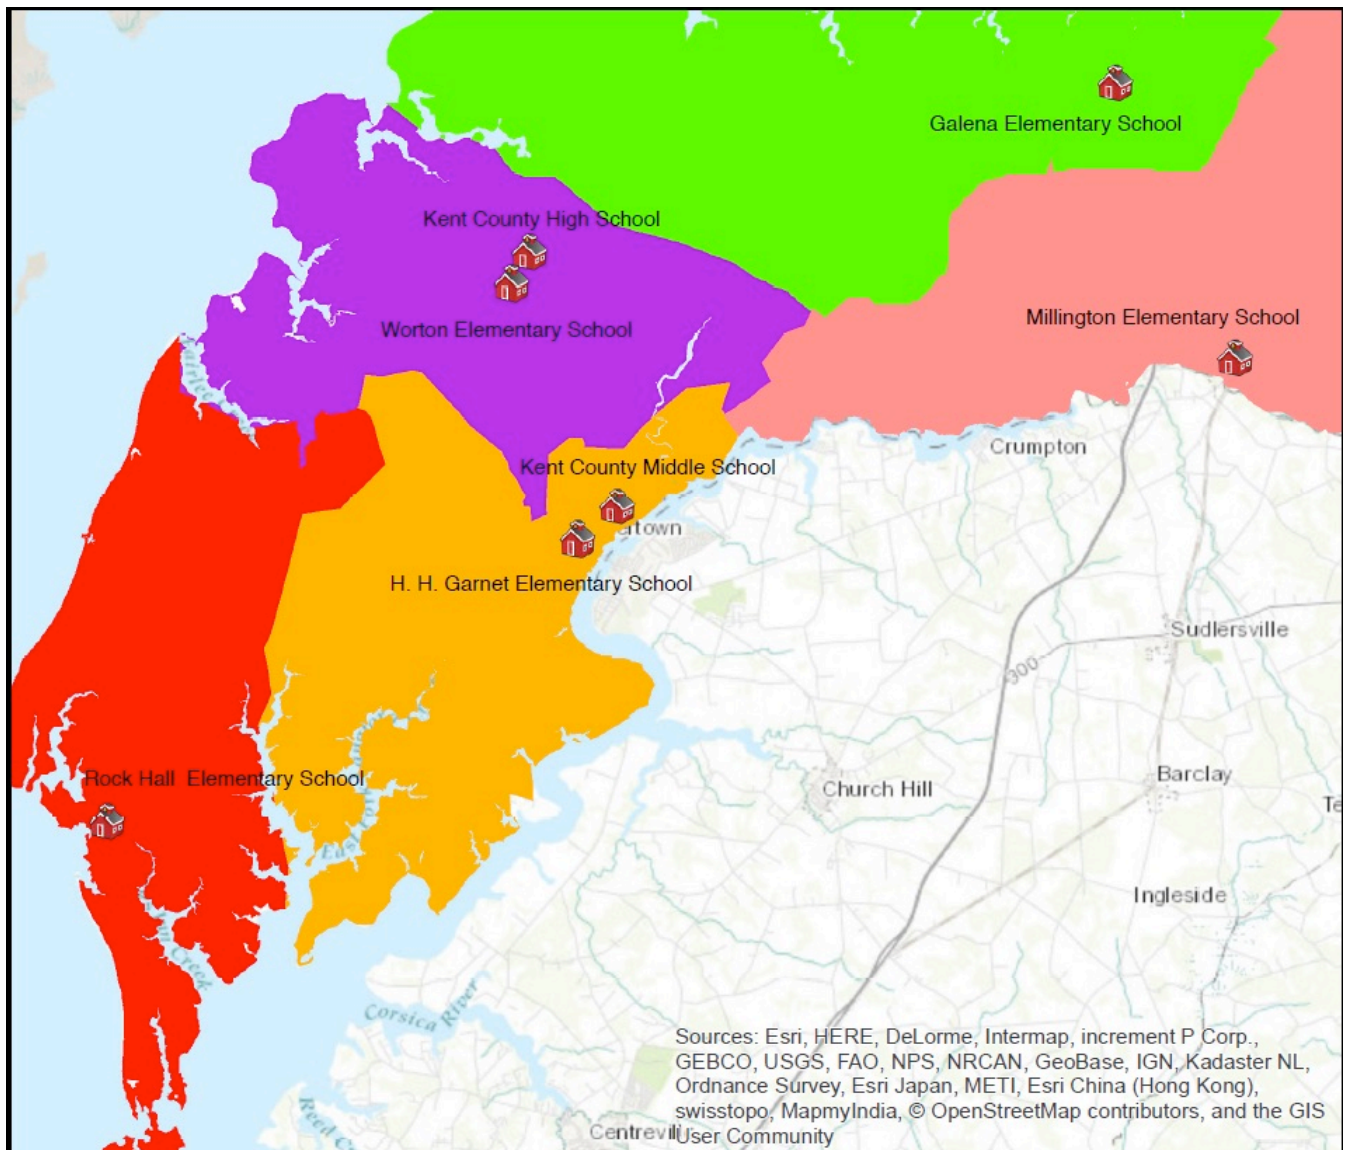 Galena Elementary School
Kent County High School
Worton Elementary School
Millington Elementary School
Crumpton
Kent County Middle School
H. H. Garnet Elementary School
Sudlersville
300
Rock Hall  Elementary School
Church Hill
Barclay
Ingleside
Creek
Corsica River
Sources: Esri, HERE, DeLorme, Intermap, increment P Corp.,
GEBCO, USGS, FAO, NPS, NRCAN, GeoBase, IGN, Kadaster NL,
Ordnance Survey, Esri Japan, METI, Esri China (Hong Kong),
swisstopo, MapmyIndia, © OpenStreetMap contributors, and the GIS
User Community